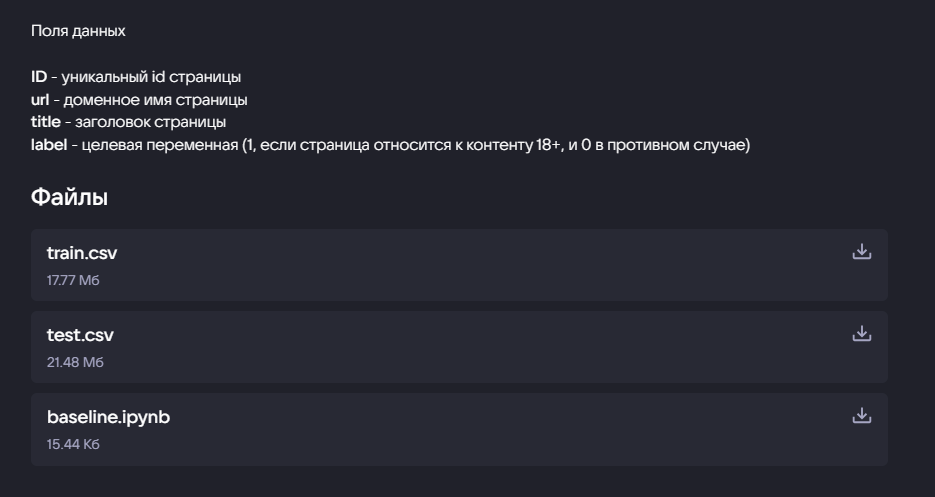 Поля данных
ID - уникальный id страницы
url - доменное имя страницы
title - заголовок страницы
label - целевая переменная (1, если страница относится к контенту 18+, и 0 в противном случае)
Файлы
train.csv
17.77 Мб
test.csv
21.48 Мб
baseline.ipynb
15.44 Кб